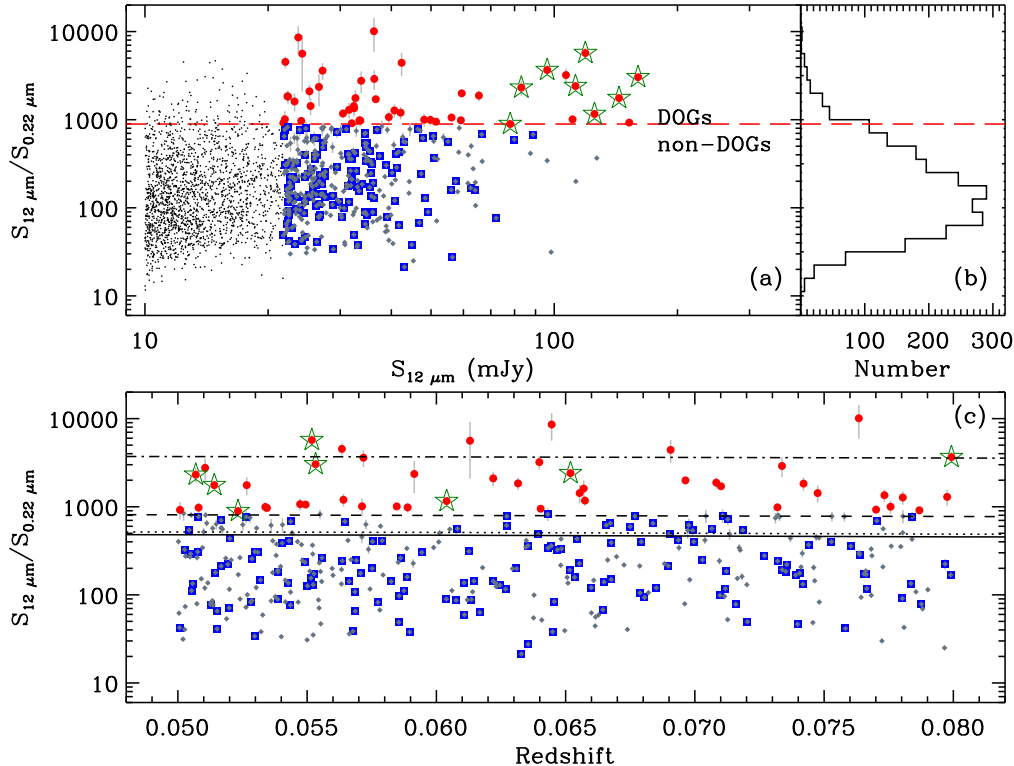 10000
1000
100
10
S12 μm/S0.22 μm
DOGs
non-DOGs
(a)
(b)
10
100
100
200
300
S12 μm (mJy)
Number
10000
1000
100
10
S12 μm/S0.22 μm
(c)
0.050
0.055
0.060
0.065
0.070
0.075
0.080
Redshift